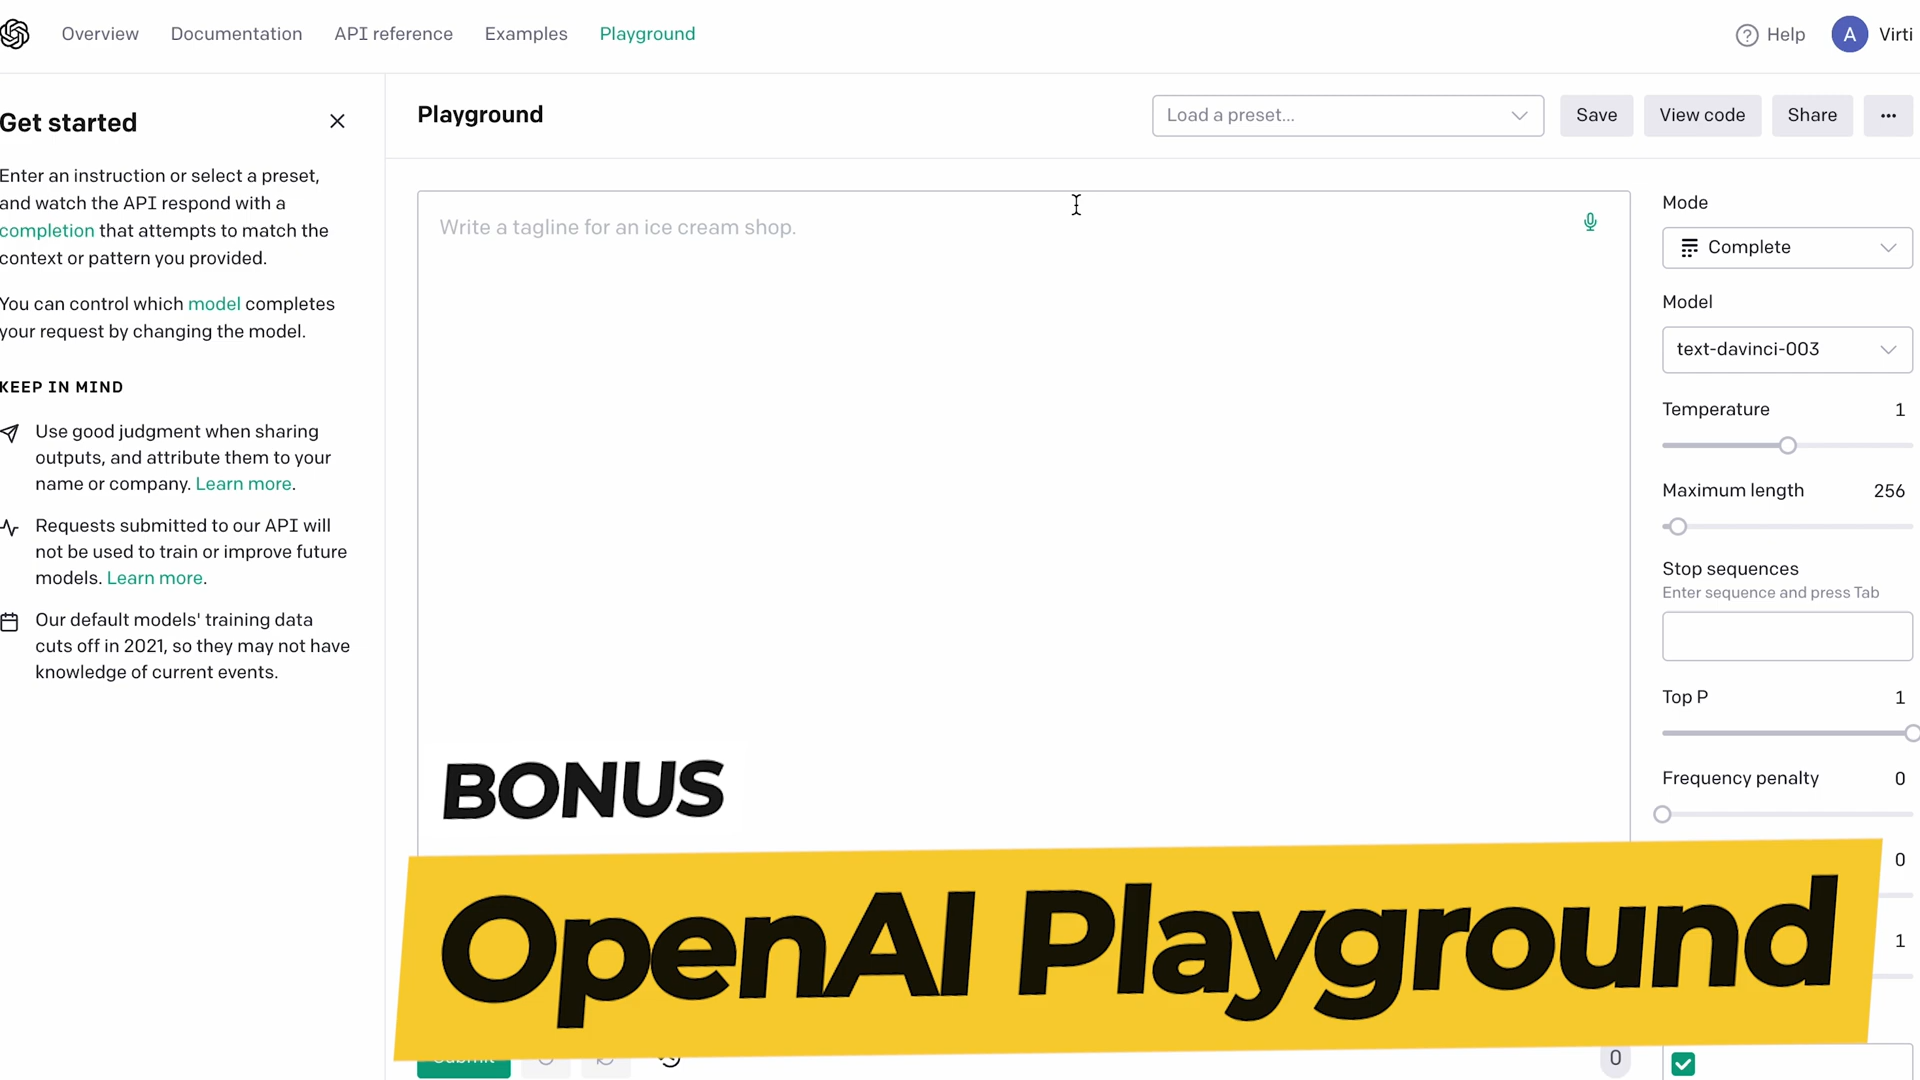 Overview Documentation API reference Examples Playground Help A Virti
Get started
Enter an instruction or select a preset,
and watch the API respond with a
completion that attempts to match the
context or pattern you provided.
You can control which model completes
your request by changing the model.
KEEP IN MIND
Use good judgment when sharing
outputs, and attribute them to your
name or company. Learn more.
Requests submitted to our API will
not be used to train or improve future
models. Learn more.
Our default models' training data
cuts off in 2021, so they may not have
knowledge of current events.
Playground
Load a preset...
Save
View code
Share
Write a tagline for an ice cream shop.
Mode
Complete
Model
text-davinci-003
Temperature 1
Maximum length 256
Stop sequences
Enter sequence and press Tab
Top P 1
Frequency penalty 0
0
1
BONUS
OpenAI Playground
0